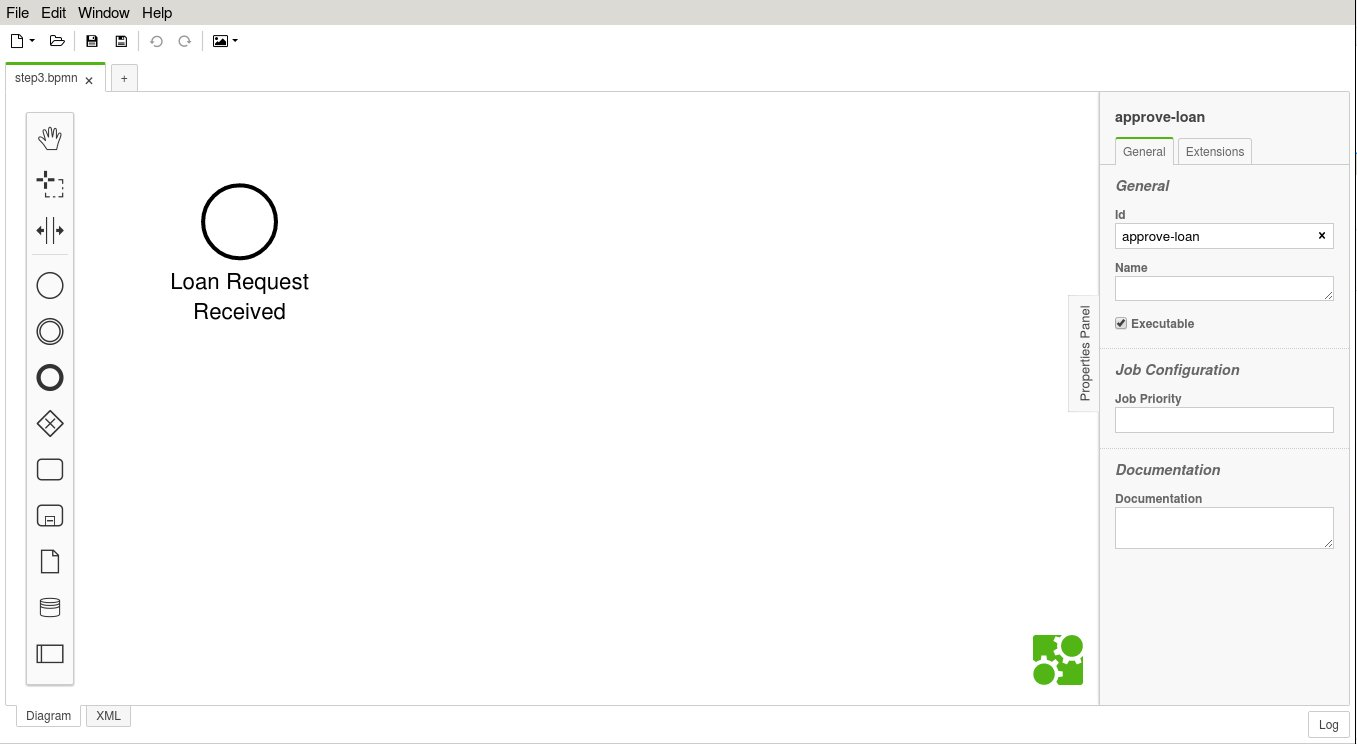 File Edit Window Help
step3.bpmn × +
Loan Request
Received
Properties Panel
approve-loan
General Extensions
General
Id
approve-loan ×
Name
Executable
Job Configuration
Job Priority
Documentation
Documentation
Diagram XML
Log